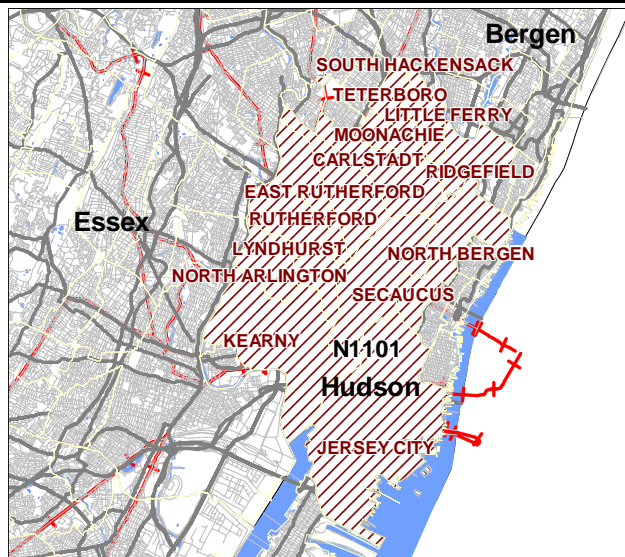 Bergen
SOUTH HACKENSACK
TETERBORO
LITTLE FERRY
MOONACHIE
CARLSTADT
RIDGEFIELD
EAST RUTHERFORD
Essex
RUTHERFORD
LYNDHURST
NORTH BERGEN
NORTH ARLINGTON
SECAUCUS
KEARNY
N1101
Hudson
JERSEY CITY